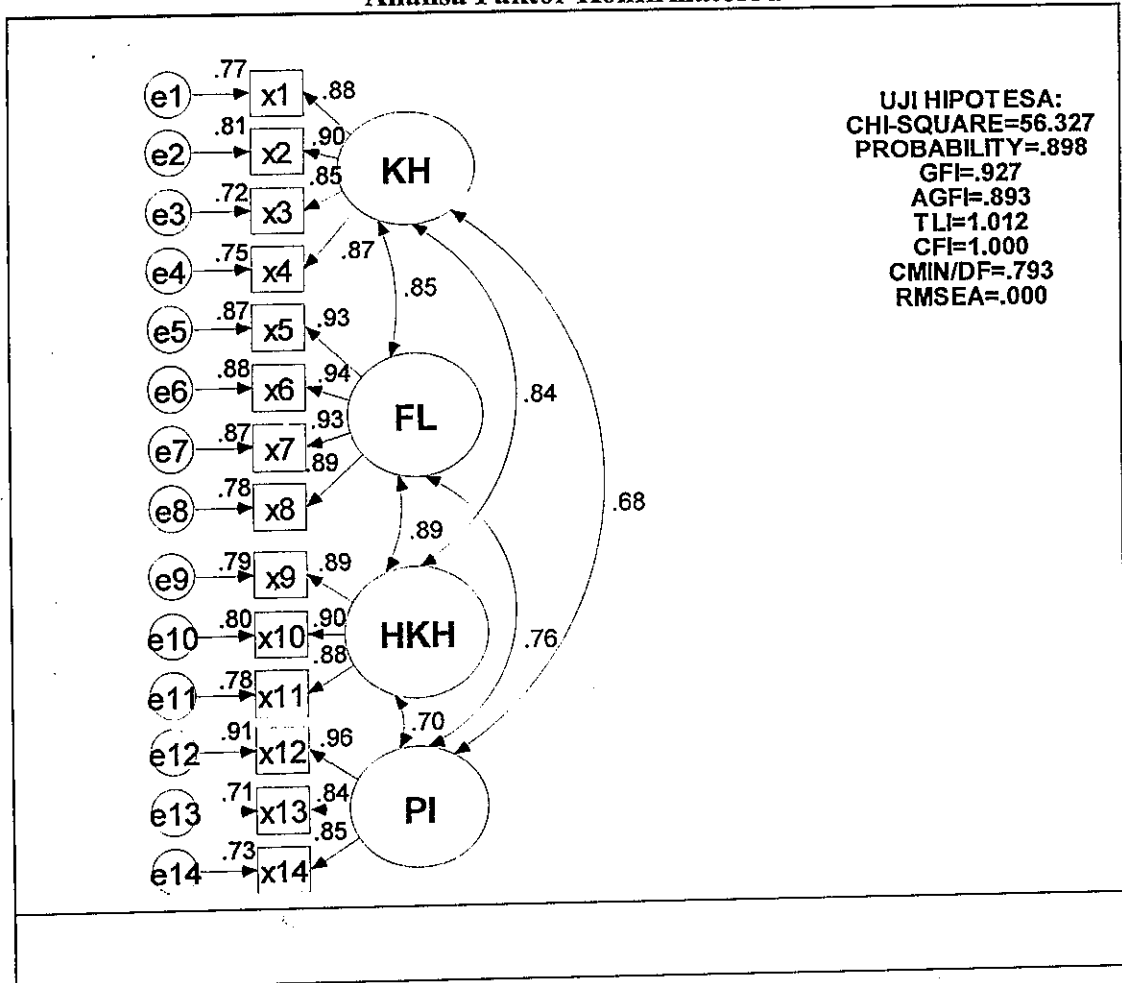 .77
e1 x1 .88
.81
e2 x2 .90
KH
.85
.72
e3 x3
.75
.87
e4 x4
.85
.87
e5 x5 .93
.88
e6 x6 .94
.84
FL
.87 .93
e7 x7
.89
.78
e8 x8
.68
.89
.79 .89
e9 x9
.80 .90
e10 x10
HKH
.76
.88
.78
e11 x11
.70
.91 .96
e12 x12
.71 .84
e13 x13
PI
.85
.73
e14 x14
UJI HIPOTESA:
CHI-SQUARE=56.327
PROBABILITY=.898
GFI=.927
AGFI=.893
TLI=1.012
CFI=1.000
CMIN/DF=.793
RMSEA=.000